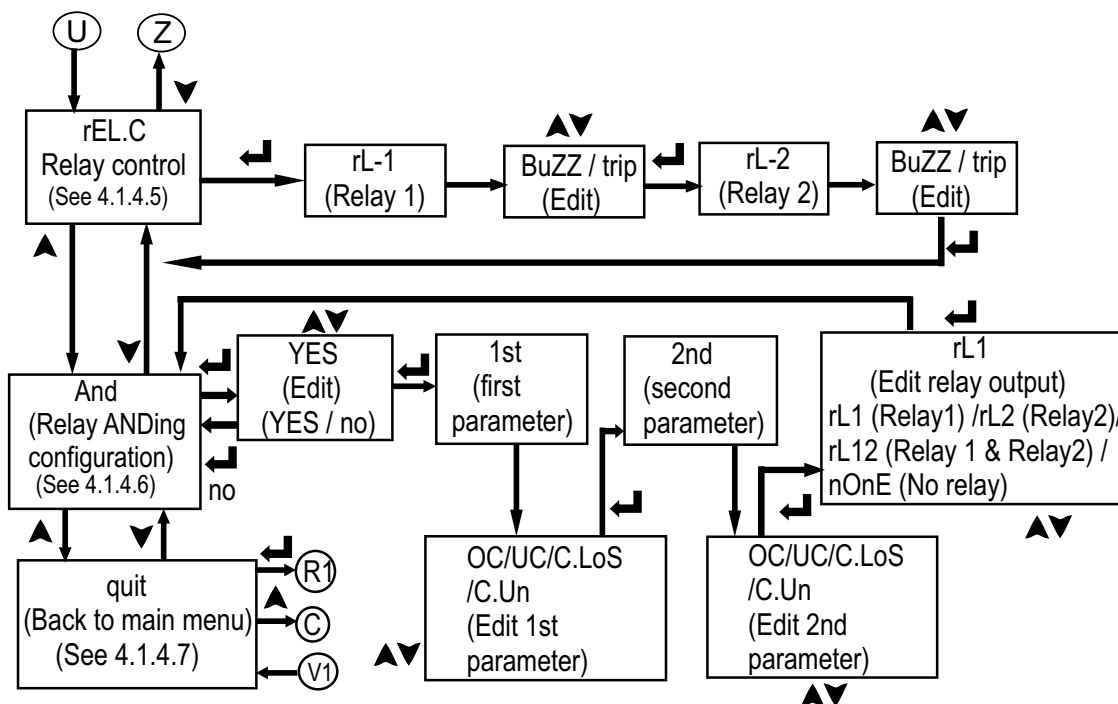 U
Z
rEL.C
Relay control
(See 4.1.4.5)
rL-1
(Relay 1)
BuZZ / trip
(Edit)
rL-2
(Relay 2)
BuZZ / trip
(Edit)
And
(Relay ANDing
configuration)
(See 4.1.4.6)
YES
(Edit)
(YES / no)
no
1st
(first
parameter)
2nd
(second
parameter)
rL1
(Edit relay output)
rL1 (Relay1) /rL2 (Relay2)/
rL12 (Relay 1 & Relay2) /
nOnE (No relay)
quit
(Back to main menu)
(See 4.1.4.7)
R1
C
V1
OC/UC/C.LoS
/C.Un
(Edit 1st
parameter)
OC/UC/C.LoS
/C.Un
(Edit 2nd
parameter)